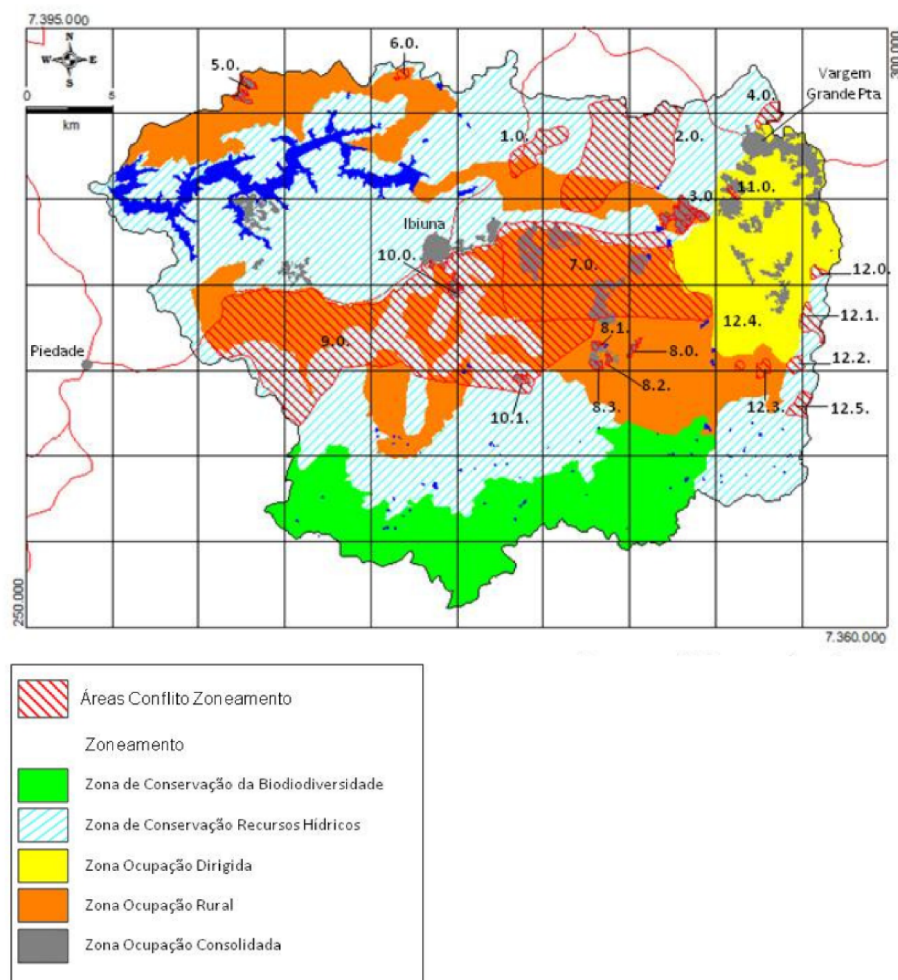 7.395.000
300.000
N
W E
S
0 5
km
5.0.
6.0.
4.0.
Vargem
Grande Pta.
1.0.
2.0.
3.0.
11.0.
Ibiuna
10.0.
7.0.
12.0.
12.1.
12.4.
Piedade
9.0.
8.1.
8.0.
12.2.
8.2.
10.1.
8.3.
12.3.
12.5.
250.000
7.360.000
Áreas Conflito Zoneamento
Zoneamento
Zona de Conservação da Biodiodiversidade
Zona de Conservação Recursos Hídricos
Zona Ocupação Dirigida
Zona Ocupação Rural
Zona Ocupação Consolidada